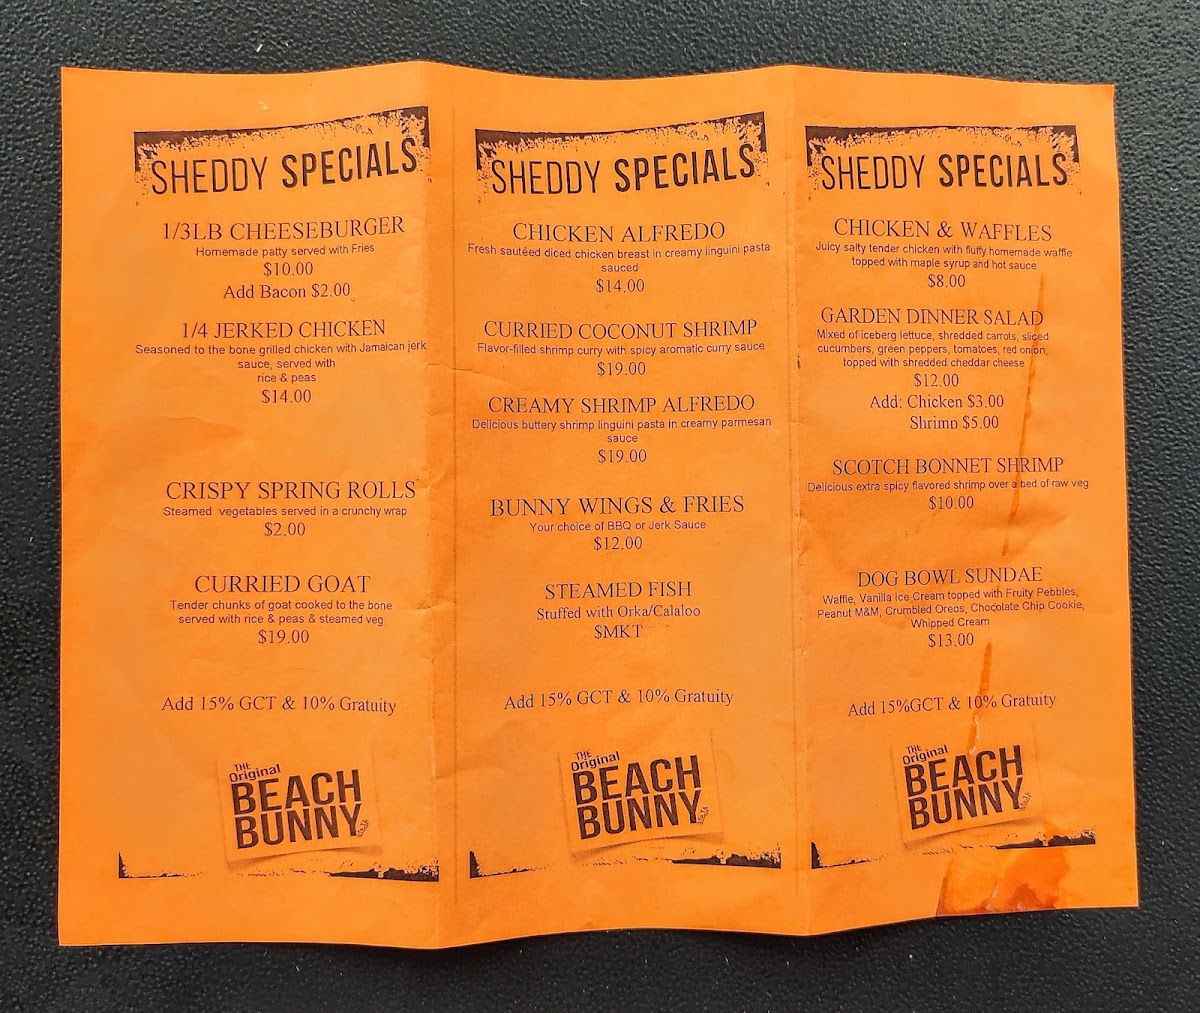 SHEDDY SPECIALS
1/3LB CHEESEBURGER
Homemade patty served with Fries
$10.00
Add Bacon $2.00
1/4 JERKED CHICKEN
Seasoned to the bone grilled chicken with Jamaican jerk
sauce, served with
rice & peas
$14.00
CRISPY SPRING ROLLS
Steamed vegetables served in a crunchy wrap
$2.00
CURRIED GOAT
Tender chunks of goat cooked to the bone
served with rice & peas & steamed veg
$19.00
Add 15% GCT & 10% Gratuity
THE
Original
BEACH
BUNNY
SHEDDY SPECIALS
CHICKEN ALFREDO
Fresh sautéed diced chicken breast in creamy linguini pasta
sauced
$14.00
CURRIED COCONUT SHRIMP
Flavor-filled shrimp curry with spicy aromatic curry sauce
$19.00
CREAMY SHRIMP ALFREDO
Delicious buttery shrimp linguini pasta in creamy parmesan
sauce
$19.00
BUNNY WINGS & FRIES
Your choice of BBQ or Jerk Sauce
$12.00
STEAMED FISH
Stuffed with Orka/Calaloo
$MKT
Add 15% GCT & 10% Gratuity
THE
Original
BEACH
BUNNY
SHEDDY SPECIALS
CHICKEN & WAFFLES
Juicy salty tender chicken with fluffy homemade waffle
topped with maple syrup and hot sauce
$8.00
GARDEN DINNER SALAD
Mixed of iceberg lettuce, shredded carrots, sliced
cucumbers, green peppers, tomatoes, red onion,
topped with shredded cheddar cheese
$12.00
Add: Chicken $3.00
Shrimp $5.00
SCOTCH BONNET SHRIMP
Delicious extra spicy flavored shrimp over a bed of raw veg
$10.00
DOG BOWL SUNDAE
Waffle, Vanilla Ice Cream topped with Fruity Pebbles,
Peanut M&M, Crumbled Oreos, Chocolate Chip Cookie,
Whipped Cream
$13.00
Add 15%GCT & 10% Gratuity
THE
Original
BEACH
BUNNY